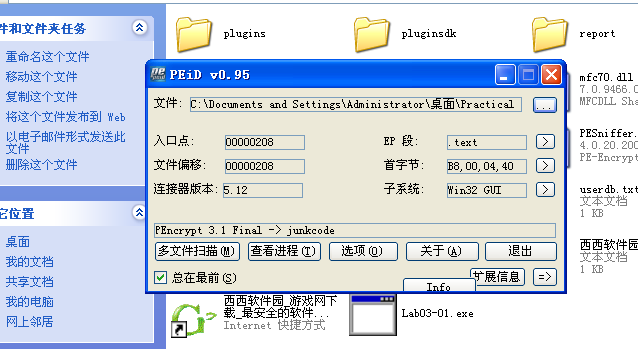 件和文件夹任务
重命名这个文件
移动这个文件
复制这个文件
将这个文件发布到 Web
以电子邮件形式发送此
文件
删除这个文件
它位置
桌面
我的文档
共享文档
我的电脑
网上邻居
plugins
pluginsdk
report
mfc70.dll
7.0.9466.
MFCDLL Sha
PESniffer.
4.0.20.200
PE-Encrypt
userdb.txt
文本文档
1 KB
西西软件园
文本文档
1 KB
PEiD v0.95
文件: C:\Documents and Settings\Administrator\桌面\Practical ...
入口点: 00000208 EP 段: .text >
文件偏移: 00000208 首字节: B8,00,04,40 >
连接器版本: 5.12 子系统: Win32 GUI >
PEncrypt 3.1 Final -> junkcode
多文件扫描(M) 查看进程(T) 选项(O) 关于(A) 退出
总在最前(S) 扩展信息 =>
Info
西西软件园_游戏网下
载_最安全的软件...
Internet 快捷方式
Lab03-01.exe